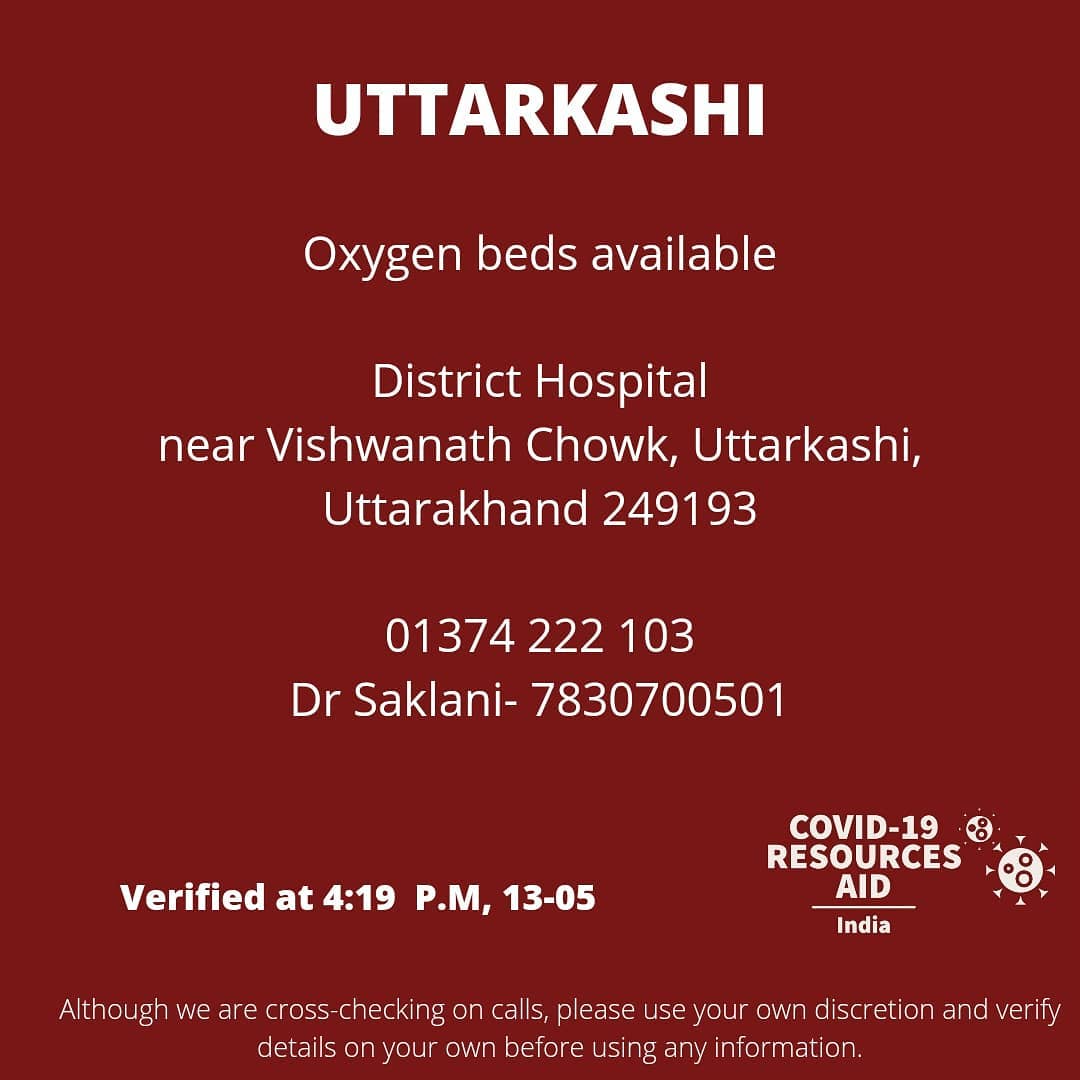 UTTARKASHI
Oxygen beds available
District Hospital
near Vishwanath Chowk, Uttarkashi,
Uttarakhand 249193
01374 222 103
Dr Saklani- 7830700501
COVID-19
RESOURCES
AID
India
Verified at 4:19  P.M, 13-05
Although we are cross-checking on calls, please use your own discretion and verify
details on your own before using any information.